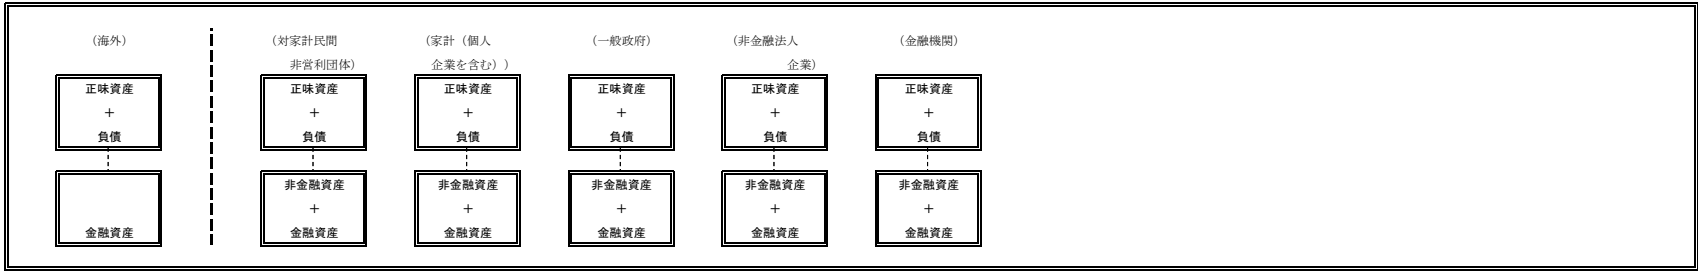 （海外） （対家計民間 （家計（個人 （一般政府） （非金融法人 （金融機関）
非営利団体） 企業を含む）） 企業）
正味資産 正味資産 正味資産 正味資産 正味資産 正味資産
＋ ＋ ＋ ＋ ＋ ＋
負債 負債 負債 負債 負債 負債
非金融資産 非金融資産 非金融資産 非金融資産 非金融資産
＋ ＋ ＋ ＋ ＋
金融資産 金融資産 金融資産 金融資産 金融資産 金融資産